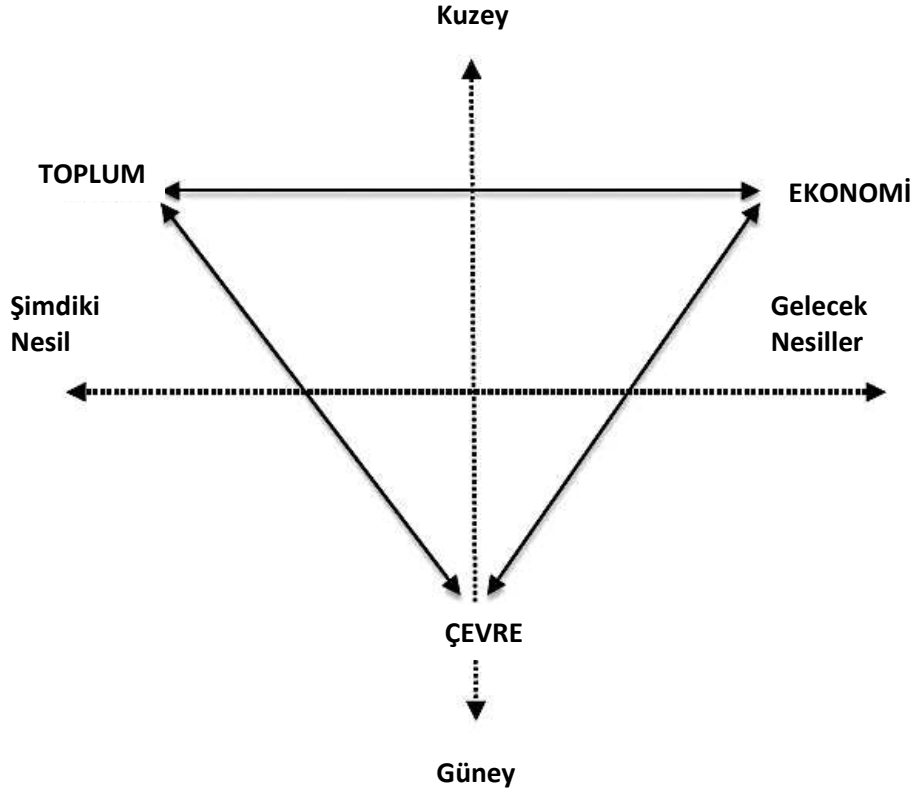 Kuzey
TOPLUM
EKONOMİ
Şimdiki
Nesil
Gelecek
Nesiller
ÇEVRE
Güney